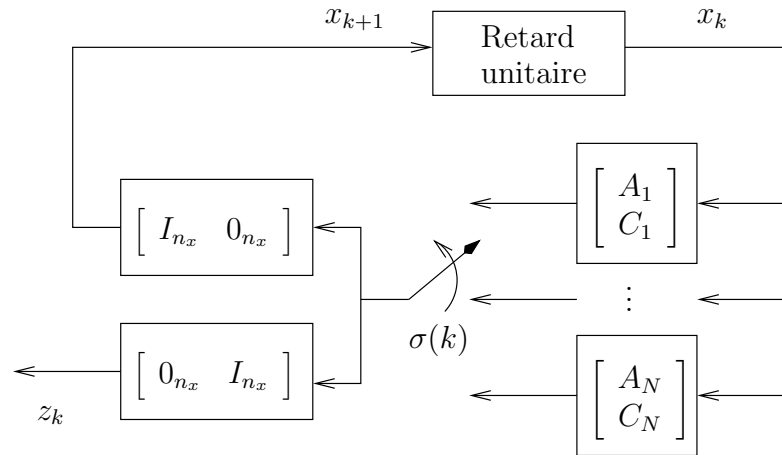 x_{k+1}
x_k
Retard
unitaire
[ A_1
C_1 ]
[ I_{n_x} 0_{n_x} ]
⋮
σ(k)
[ 0_{n_x} I_{n_x} ]
[ A_N
C_N ]
z_k